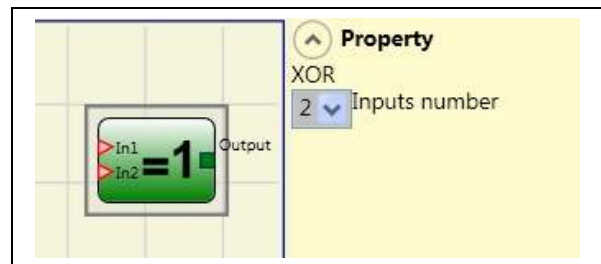 In1
In2
=1
Output
Property
XOR
2 Inputs number